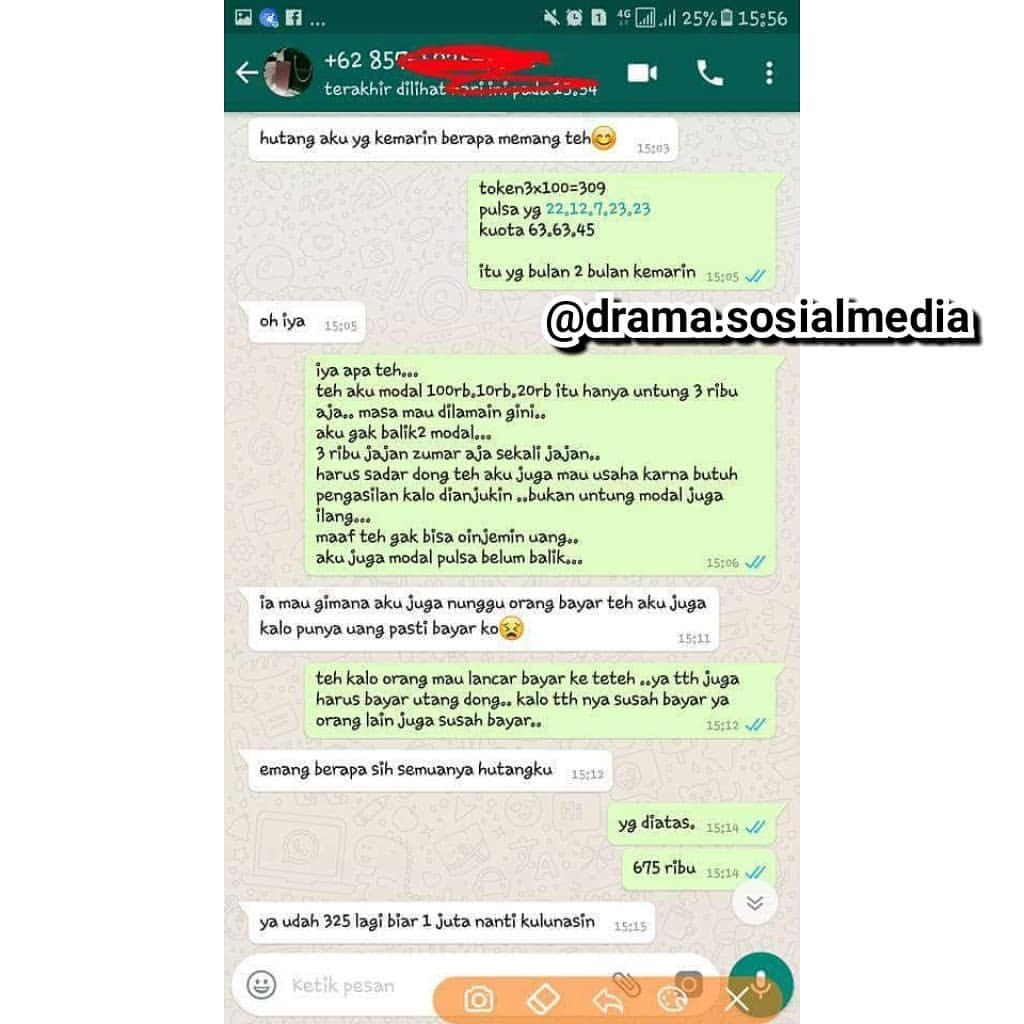 4G 25% 15:56
+62 857
terakhir dilihat hari ini pada 15:54
hutang aku yg kemarin berapa memang teh
15:03
token3x100=309
pulsa yg 22,12,7,23,23
kuota 63,63,45
itu yg bulan 2 bulan kemarin 15:05
@drama.sosialmedia
oh iya 15:05
iya apa teh...
teh aku modal 100rb,10rb,20rb itu hanya untung 3 ribu
aja.. masa mau dilamain gini..
aku gak balik2 modal...
3 ribu jajan zumar aja sekali jajan..
harus sadar dong teh aku juga mau usaha karna butuh
pengasilan kalo dianjukin ..bukan untung modal juga
ilang...
maaf teh gak bisa oinjemin uang..
aku juga modal pulsa belum balik...
15:06
ia mau gimana aku juga nunggu orang bayar teh aku juga
kalo punya uang pasti bayar ko
15:11
teh kalo orang mau lancar bayar ke teteh ..ya tth juga
harus bayar utang dong.. kalo tth nya susah bayar ya
orang lain juga susah bayar..
15:12
emang berapa sih semuanya hutangku 15:12
yg diatas. 15:14
675 ribu 15:14
ya udah 325 lagi biar 1 juta nanti kulunasin 15:15
Ketik pesan